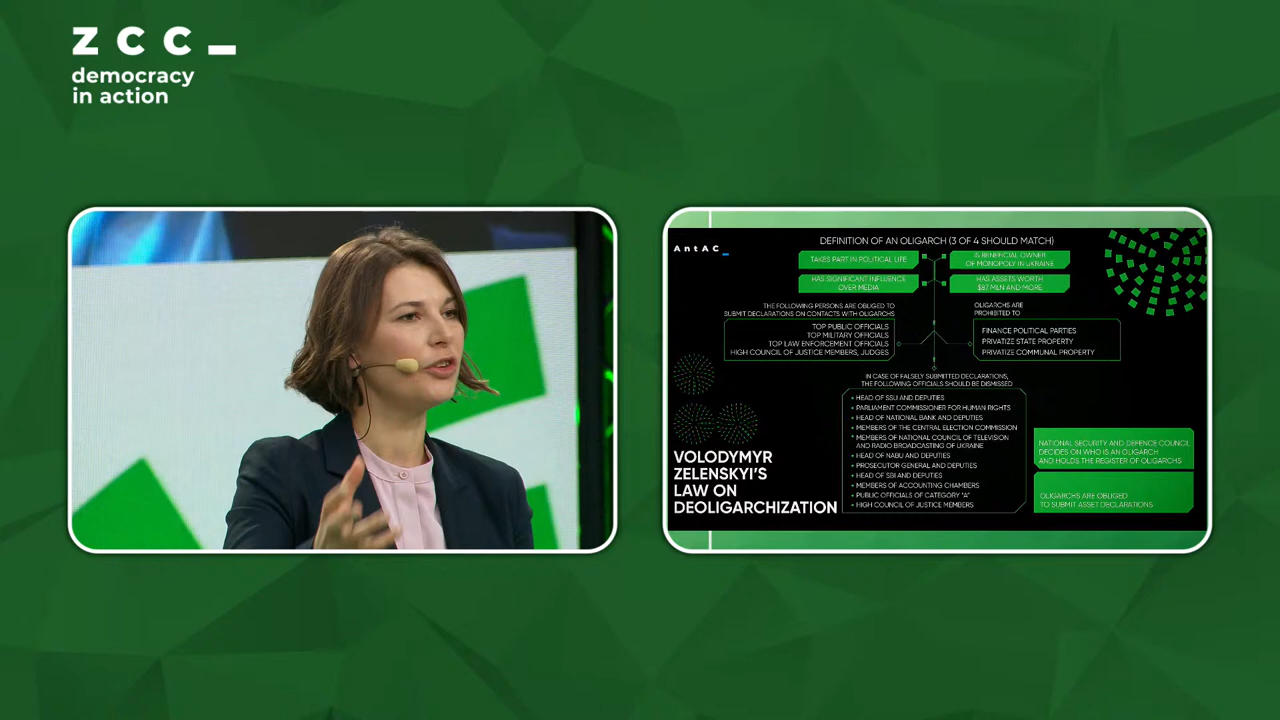 zcc_
democracy
in action
AntAC_
DEFINITION OF AN OLIGARCH (3 OF 4 SHOULD MATCH)
TAKES PART IN POLITICAL LIFE
IS BENEFICIAL OWNER
OF MONOPOLY IN UKRAINE
HAS SIGNIFICANT INFLUENCE
OVER MEDIA
HAS ASSETS WORTH
$87 MLN AND MORE
THE FOLLOWING PERSONS ARE OBLIGED TO
SUBMIT DECLARATIONS ON CONTACTS WITH OLIGARCHS
TOP PUBLIC OFFICIALS
TOP MILITARY OFFICIALS
TOP LAW ENFORCEMENT OFFICIALS
HIGH COUNCIL OF JUSTICE MEMBERS, JUDGES
OLIGARCHS ARE
PROHIBITED TO
FINANCE POLITICAL PARTIES
PRIVATIZE STATE PROPERTY
PRIVATIZE COMMUNAL PROPERTY
IN CASE OF FALSELY SUBMITTED DECLARATIONS,
THE FOLLOWING OFFICIALS SHOULD BE DISMISSED
• HEAD OF SSU AND DEPUTIES
• PARLIAMENT COMMISSIONER FOR HUMAN RIGHTS
• HEAD OF NATIONAL BANK AND DEPUTIES
• MEMBERS OF THE CENTRAL ELECTION COMMISSION
• MEMBERS OF NATIONAL COUNCIL OF TELEVISION
AND RADIO BROADCASTING OF UKRAINE
• HEAD OF NABU AND DEPUTIES
• PROSECUTOR GENERAL AND DEPUTIES
• HEAD OF SBI AND DEPUTIES
• MEMBERS OF ACCOUNTING CHAMBERS
• PUBLIC OFFICIALS OF CATEGORY "A"
• HIGH COUNCIL OF JUSTICE MEMBERS
NATIONAL SECURITY AND DEFENCE COUNCIL
DECIDES ON WHO IS AN OLIGARCH
AND HOLDS THE REGISTER OF OLIGARCHS
OLIGARCHS ARE OBLIGED
TO SUBMIT ASSET DECLARATIONS
VOLODYMYR
ZELENSKYI'S
LAW ON
DEOLIGARCHIZATION